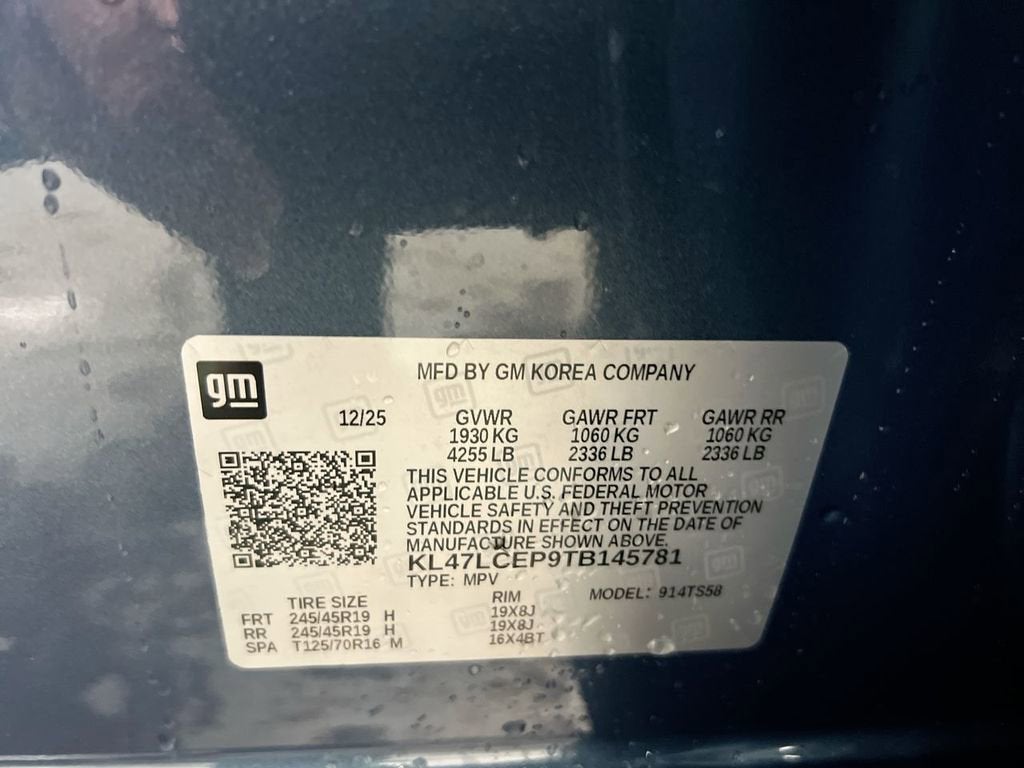 gm
MFD BY GM KOREA COMPANY
12/25 GVWR GAWR FRT GAWR RR
1930 KG 1060 KG 1060 KG
4255 LB 2336 LB 2336 LB
THIS VEHICLE CONFORMS TO ALL
APPLICABLE U.S. FEDERAL MOTOR
VEHICLE SAFETY AND THEFT PREVENTION
STANDARDS IN EFFECT ON THE DATE OF
MANUFACTURE SHOWN ABOVE.
KL47LCEP9TB145781
TYPE: MPV
MODEL: 914TS58
TIRE SIZE RIM
FRT 245/45R19 H 19X8J
RR 245/45R19 H 19X8J
SPA T125/70R16 M 16X4BT